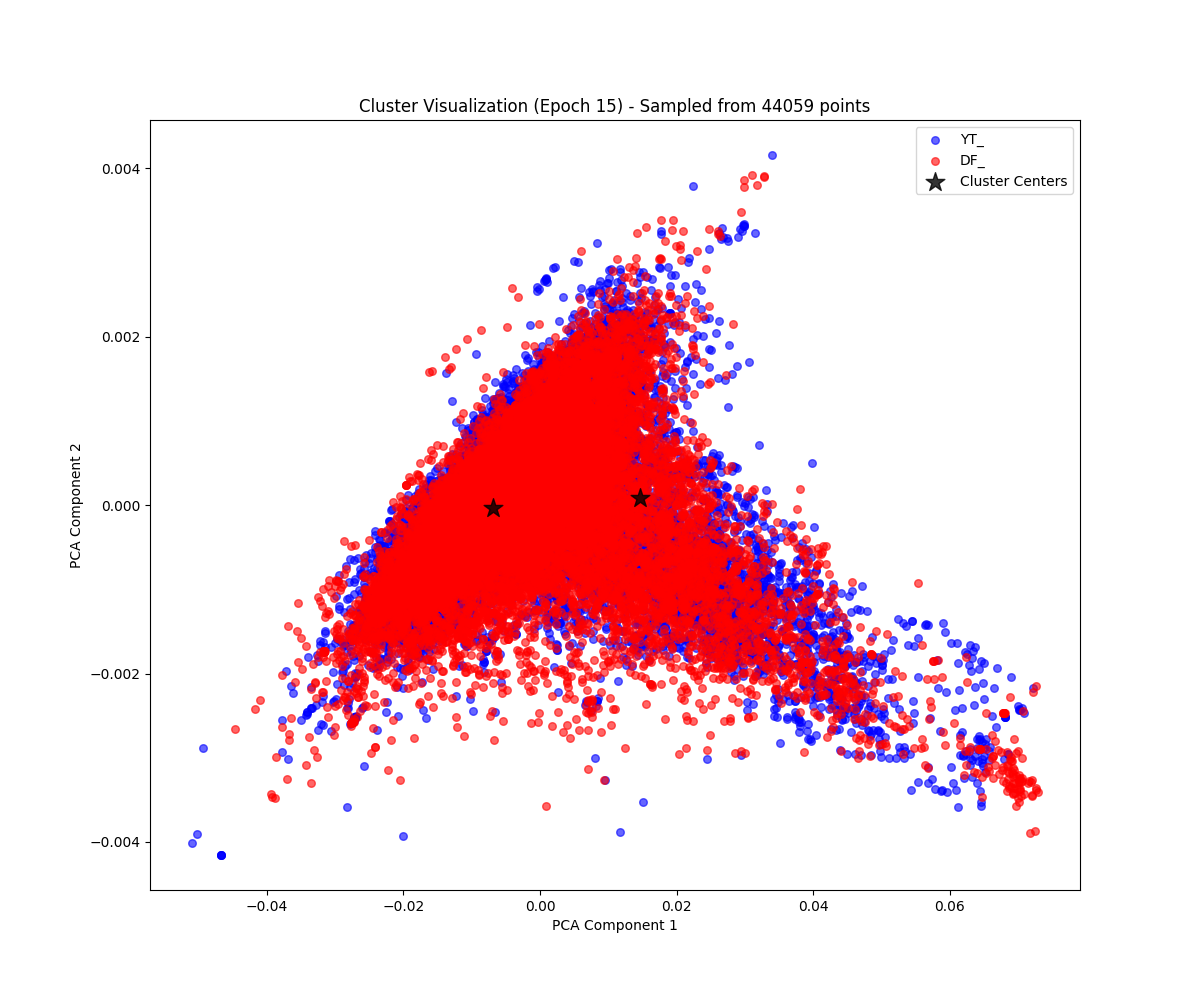 Cluster Visualization (Epoch 15) - Sampled from 44059 points
YT_
DF_
Cluster Centers
0.004
0.002
0.000
−0.002
−0.004
PCA Component 2
−0.04
−0.02
0.00
0.02
0.04
0.06
PCA Component 1